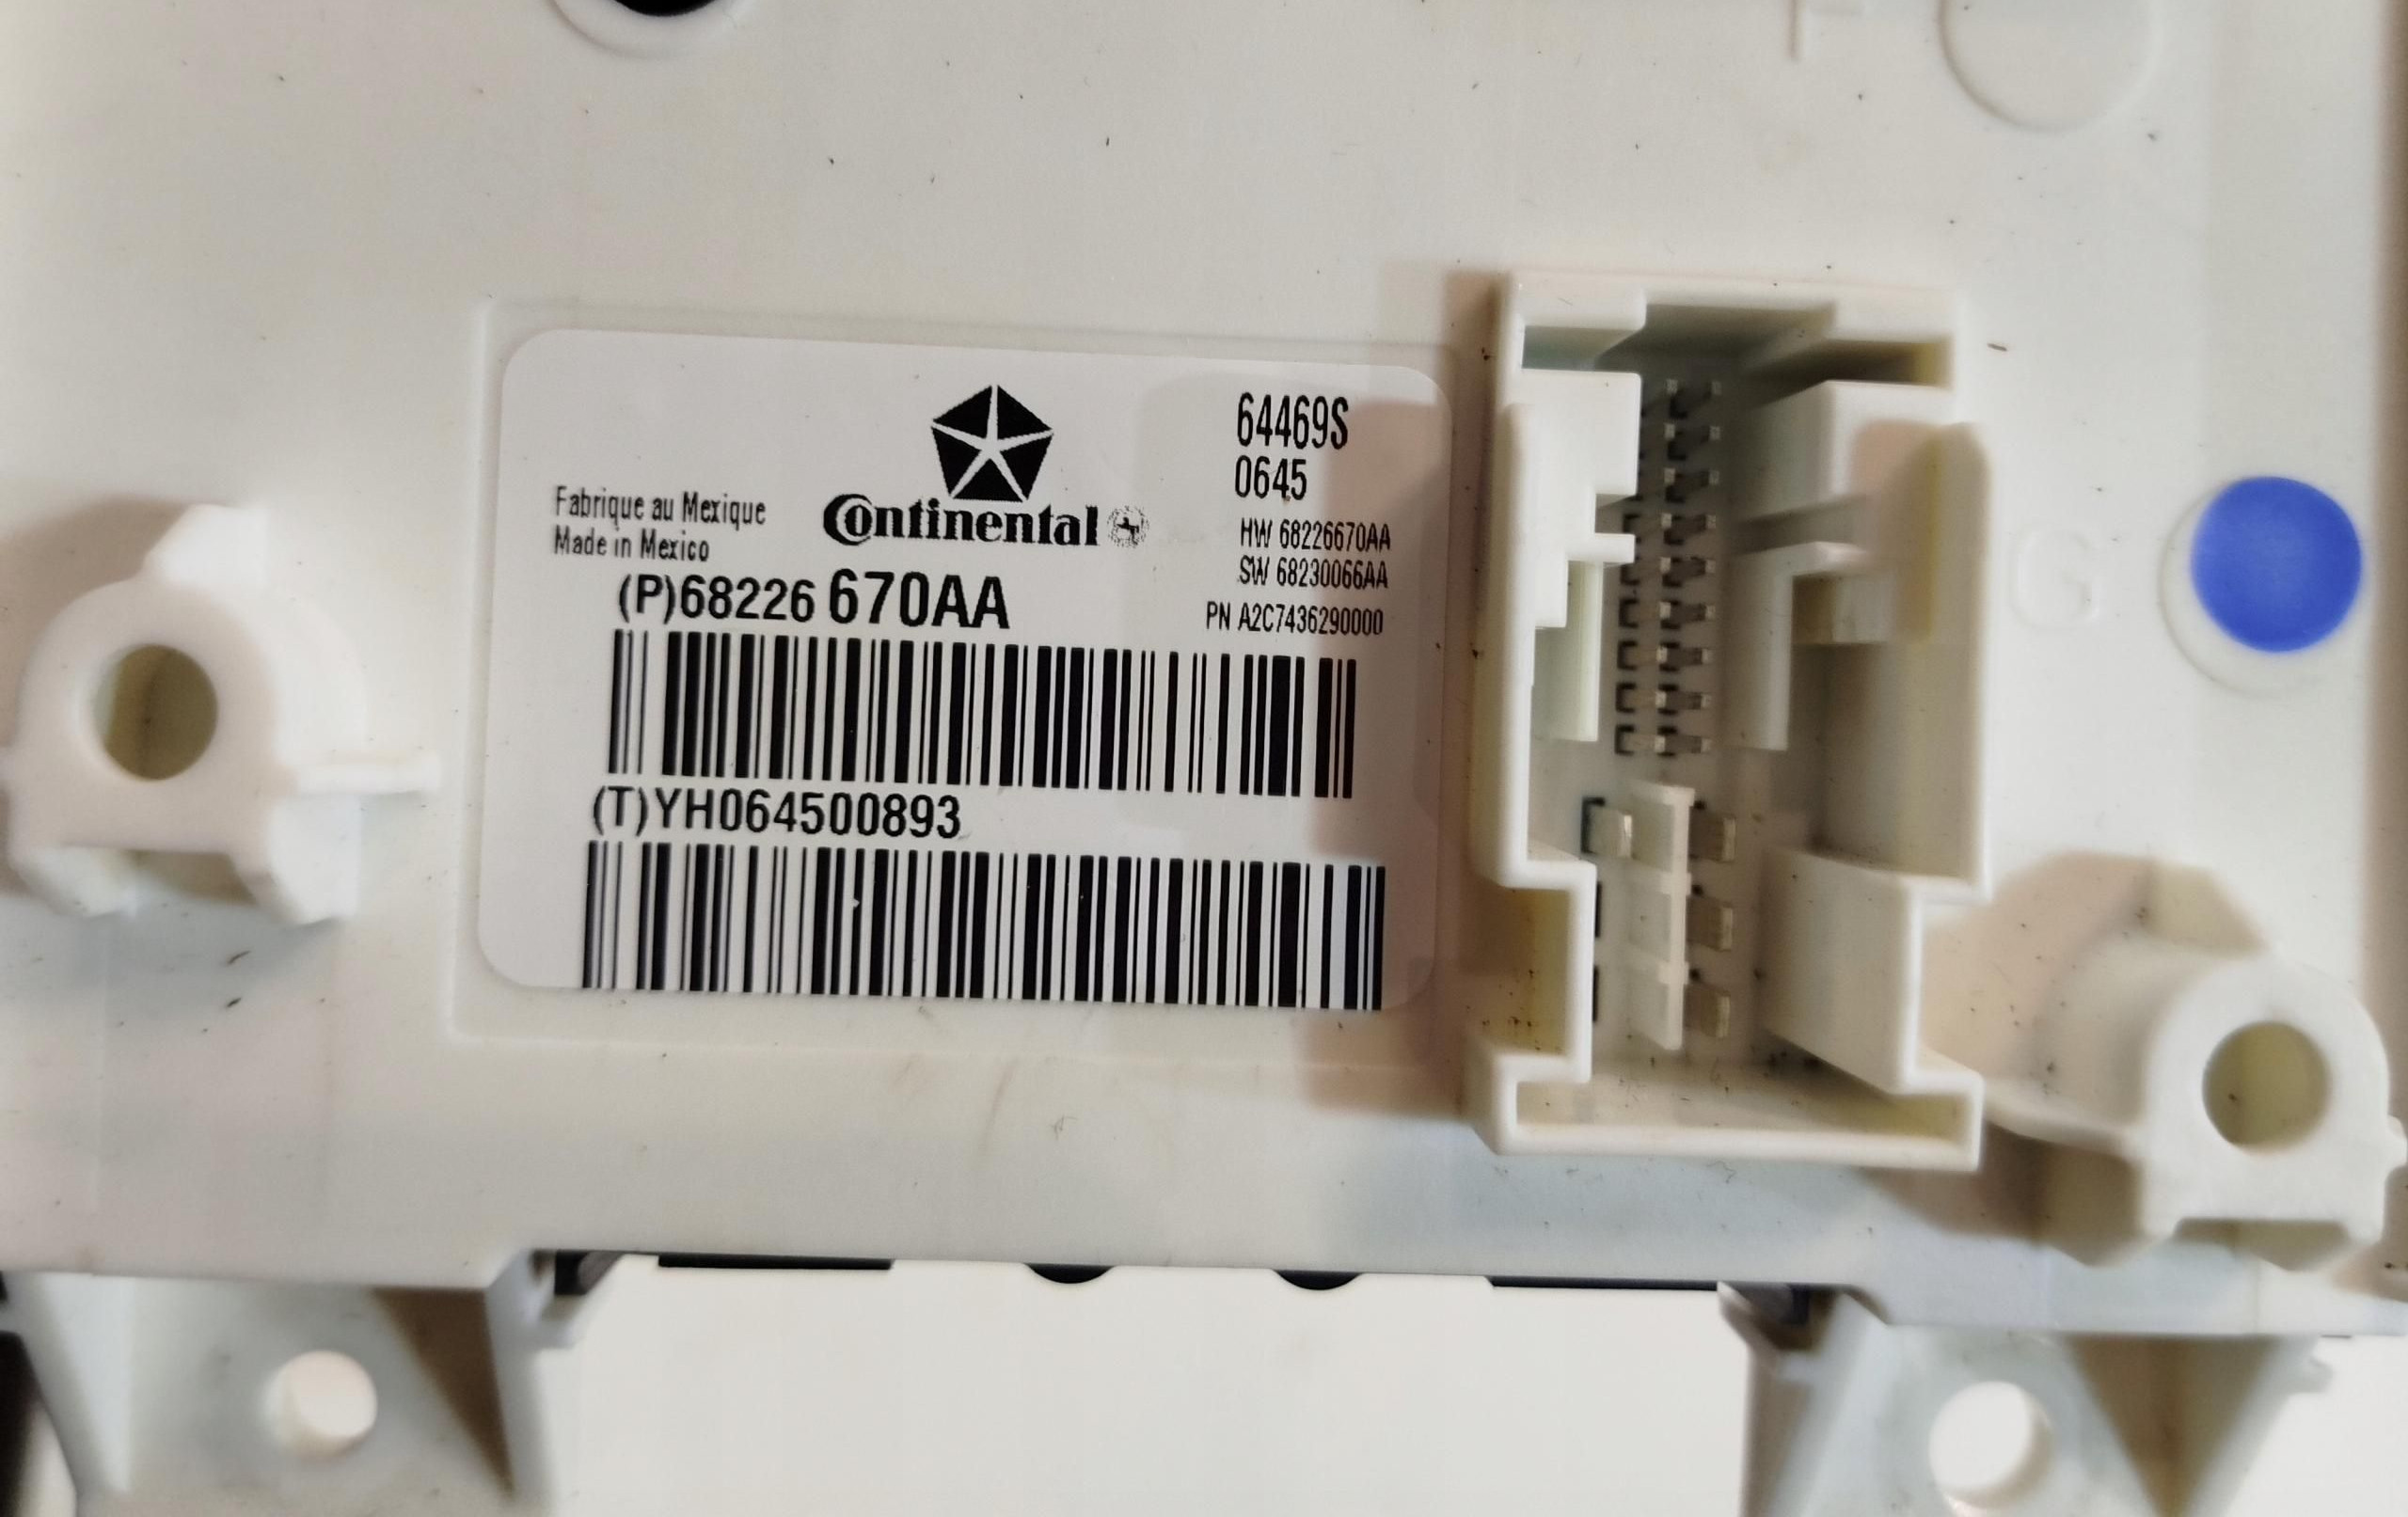 64469S
0645
Fabrique au Mexique
Made in Mexico
Continental
HW 68226670AA
SW 68230066AA
PN A2C7436290000
(P)68226 670AA
(T)YH064500893